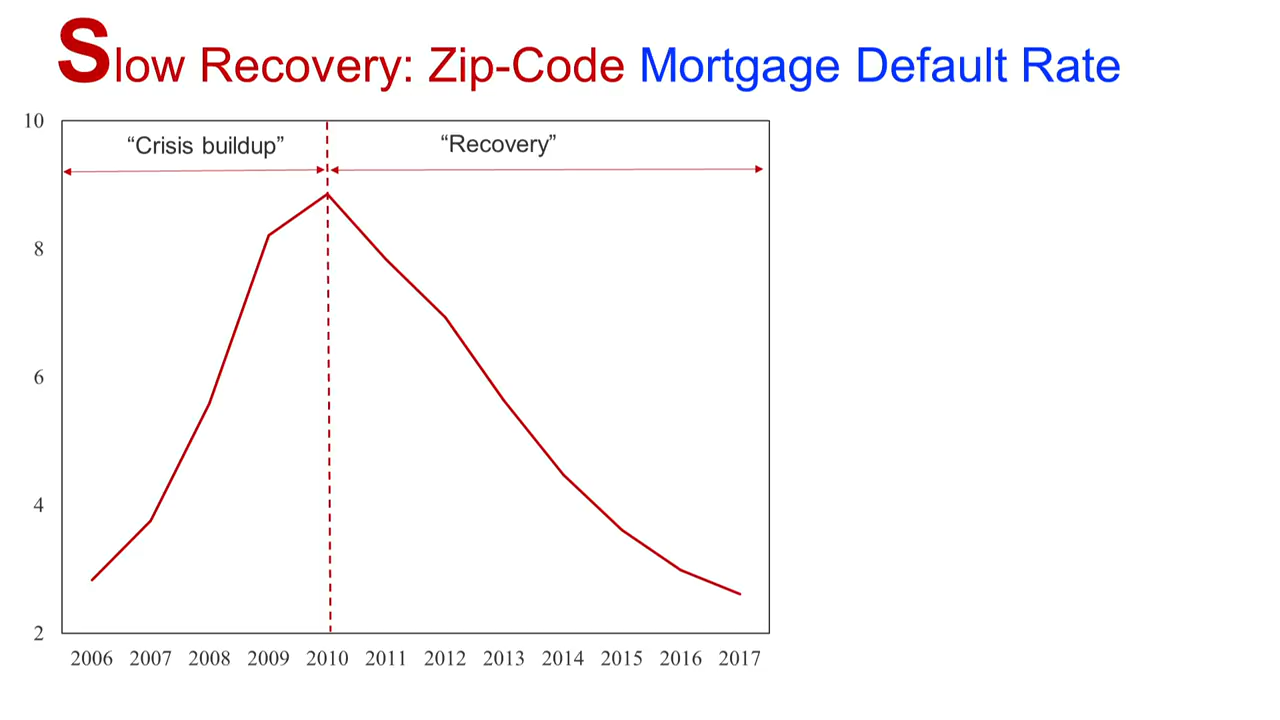 Slow Recovery: Zip-Code Mortgage Default Rate
10
“Crisis buildup” “Recovery”
8
6
4
2
2006 2007 2008 2009 2010 2011 2012 2013 2014 2015 2016 2017